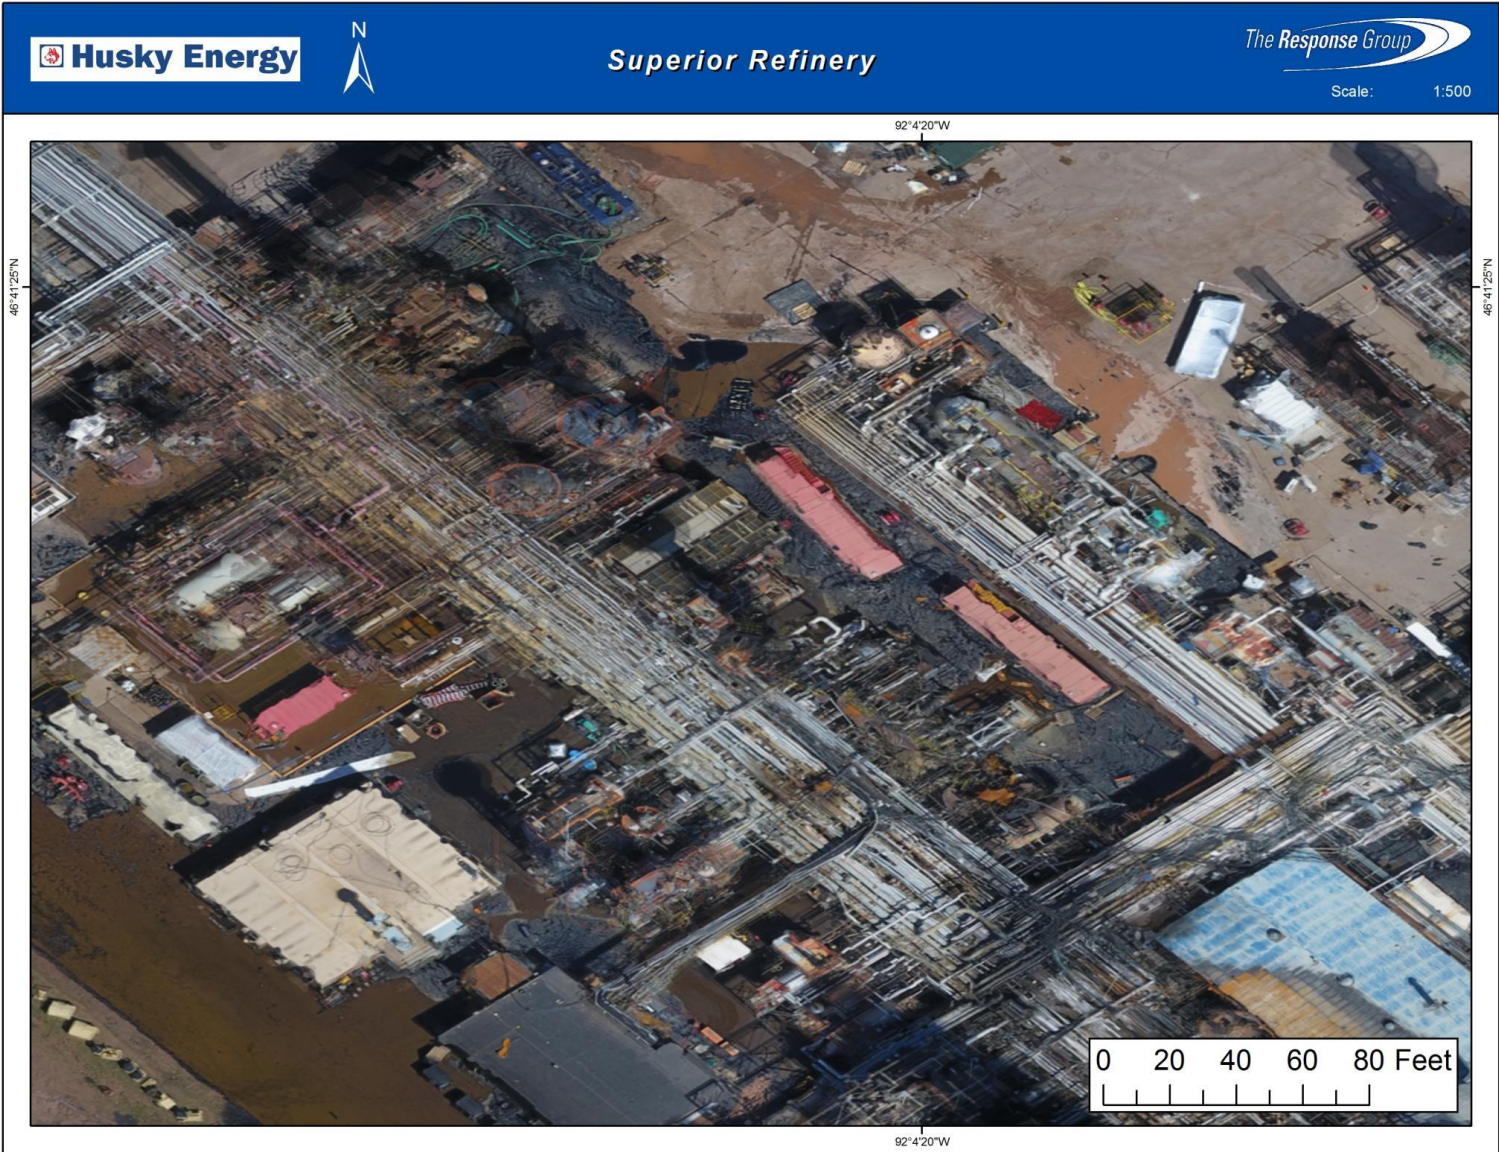 Husky Energy
N
Superior Refinery
The Response Group
Scale: 1:500
92°4'20"W
46°41'25"N
46°41'25"N
0 20 40 60 80 Feet
92°4'20"W